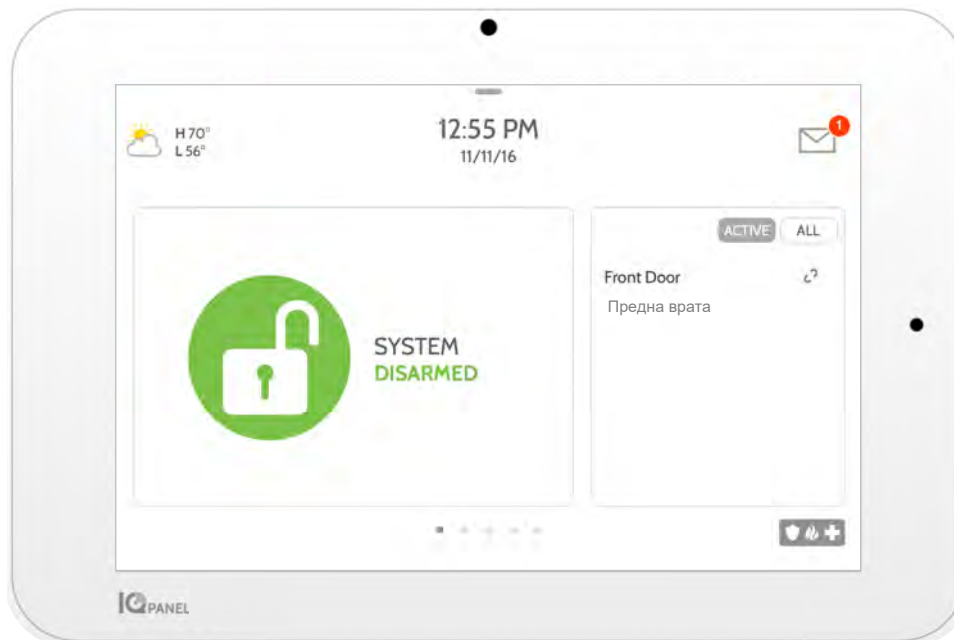 H 70°
L 56°
12:55 PM
11/11/16
1
SYSTEM
DISARMED
ACTIVE ALL
Front Door
Предна врата
IQ PANEL